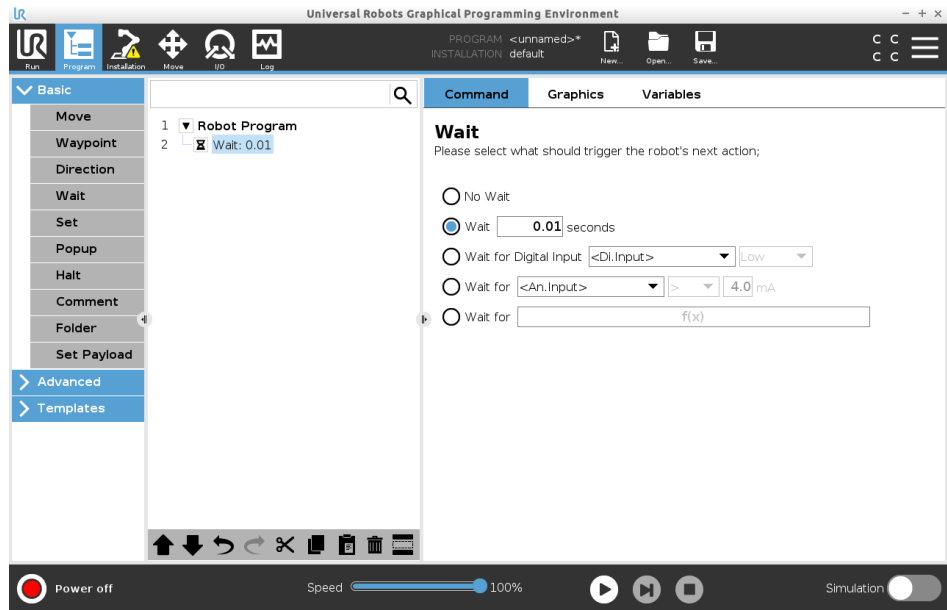 Universal Robots Graphical Programming Environment
UR
PROGRAM <unnamed>*
INSTALLATION default
Run Program Installation Move I/O Log New... Open... Save...
C C
C C
Basic
Command Graphics Variables
Move
Waypoint
Direction
Wait
Set
Popup
Halt
Comment
Folder
Set Payload
Advanced
Templates
1 Robot Program
2 Wait: 0.01
Wait
Please select what should trigger the robot's next action;
No Wait
Wait 0.01 seconds
Wait for Digital Input <Di.Input> Low
Wait for <An.Input> > 4.0 mA
Wait for f(x)
Power off Speed 100% Simulation